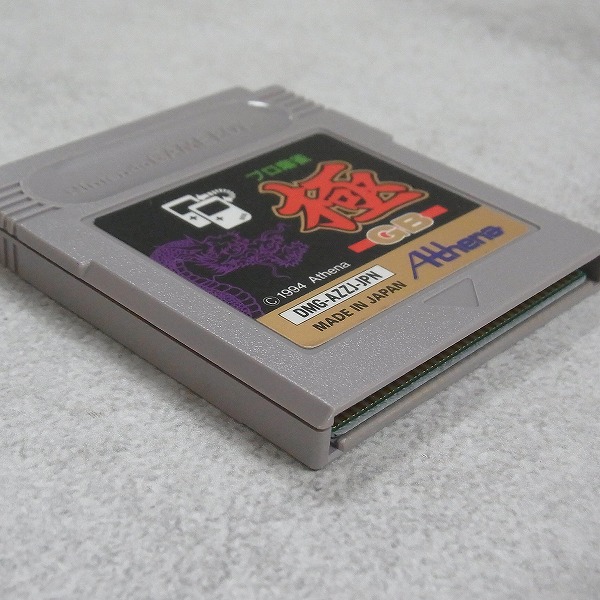 Nintendo GAME BOY
プロ麻雀
極
GB
Athena
© 1994 Athena
DMG-AZZJ-JPN
MADE IN JAPAN